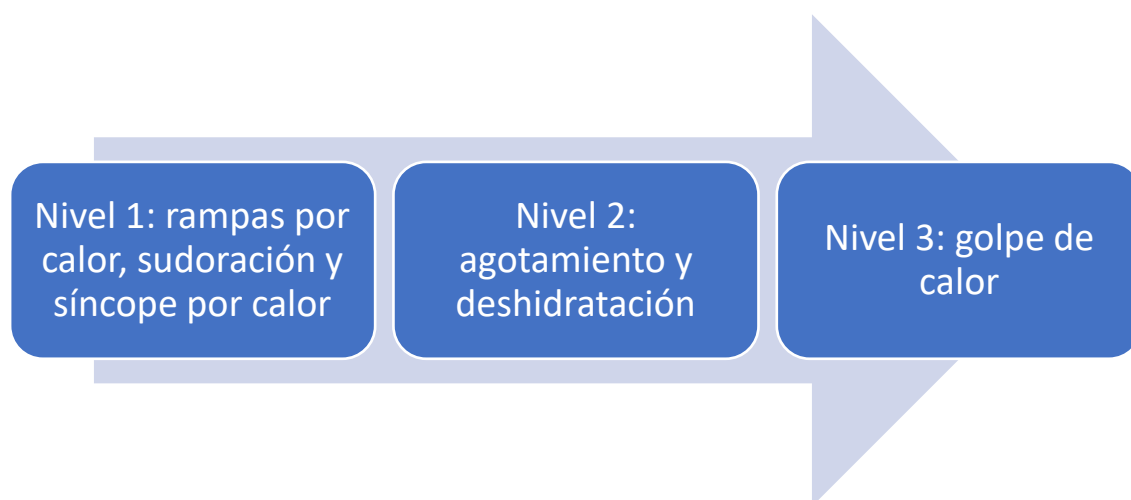 Nivel 1: rampas por
calor, sudoración y
síncope por calor
Nivel 2:
agotamiento y
deshidratación
Nivel 3: golpe de
calor